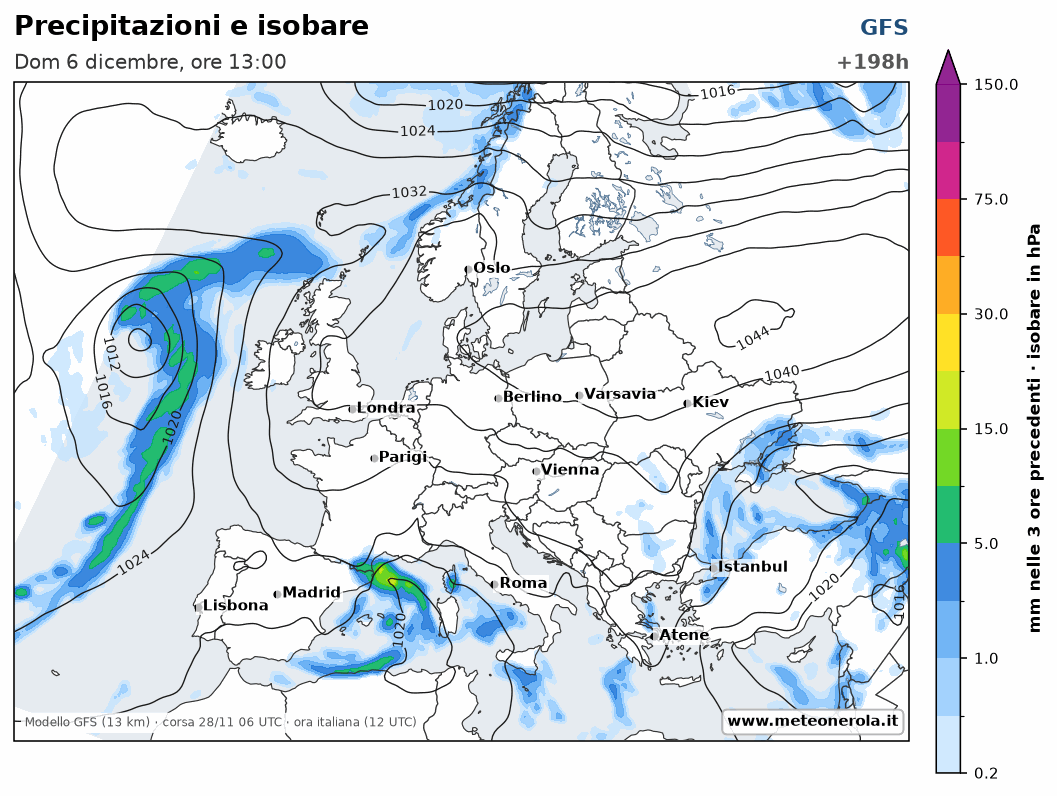 Precipitazioni e isobare
GFS
Dom 6 dicembre, ore 13:00
+198h
1020
1016
1024
1032
Oslo
1044
1012
1040
1016
Berlino
Varsavia
Londra
Kiev
1020
Parigi
Vienna
1024
Istanbul
Roma
1020
Madrid
1016
Lisbona
1020
Atene
Modello GFS (13 km) · corsa 28/11 06 UTC · ora italiana (12 UTC)
www.meteonerola.it
150.0
75.0
30.0
15.0
5.0
1.0
0.2
mm nelle 3 ore precedenti · isobare in hPa